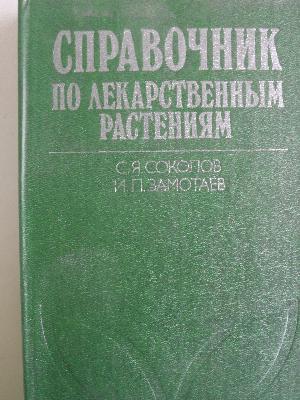 СПРАВОЧНИК
ПО ЛЕКАРСТВЕННЫМ
РАСТЕНИЯМ
С.Я.СОКОЛОВ
И.П.ЗАМОТАЕВ